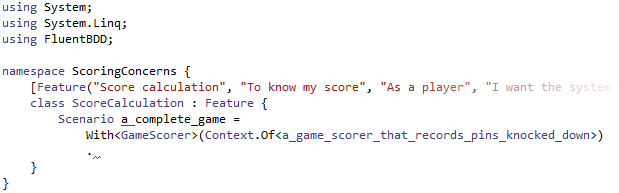 using System;
using System.Linq;
using FluentBDD;
namespace ScoringConcerns {
[Feature("Score calculation", "To know my score", "As a player", "I want the system
class ScoreCalculation : Feature {
Scenario a_complete_game =
With<GameScorer>(Context.Of<a_game_scorer_that_records_pins_knocked_down>)
.
}
}